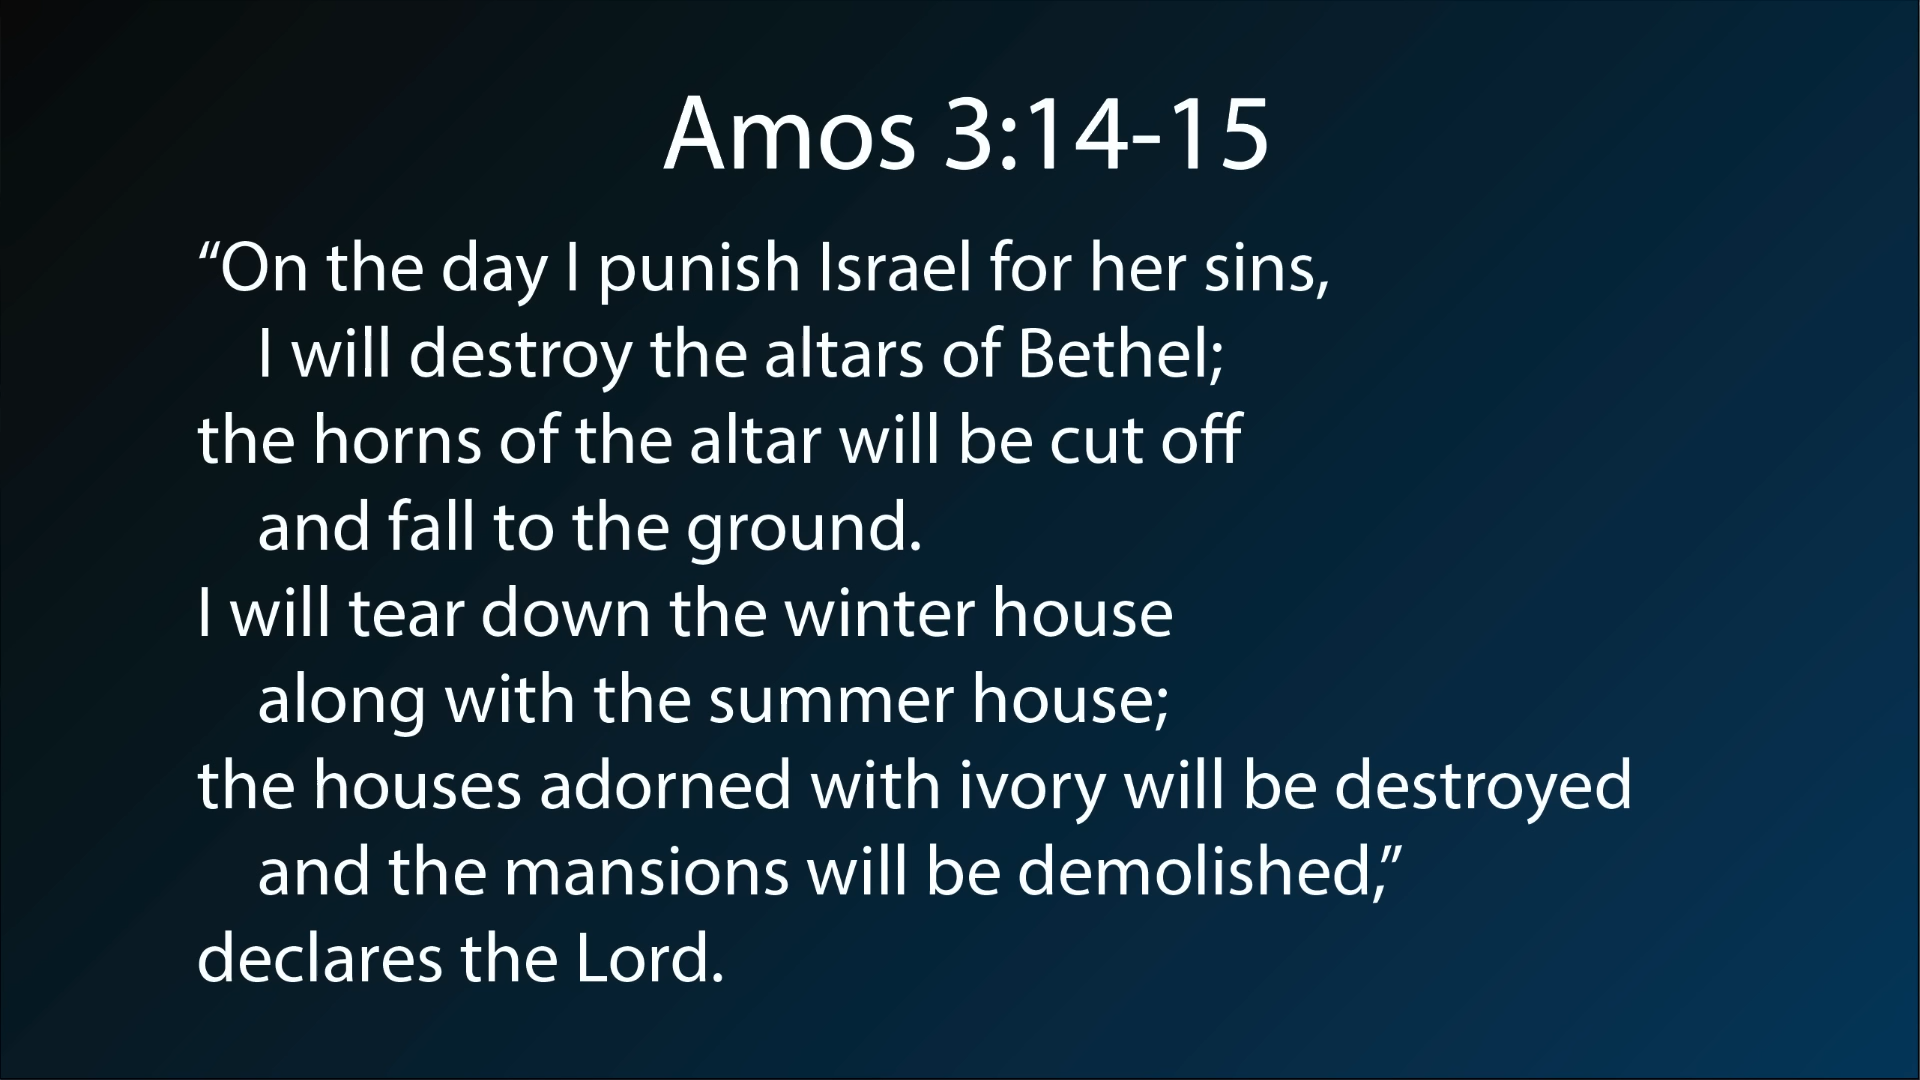 Amos 3:14-15
“On the day I punish Israel for her sins,
I will destroy the altars of Bethel;
the horns of the altar will be cut off
and fall to the ground.
I will tear down the winter house
along with the summer house;
the houses adorned with ivory will be destroyed
and the mansions will be demolished,”
declares the Lord.